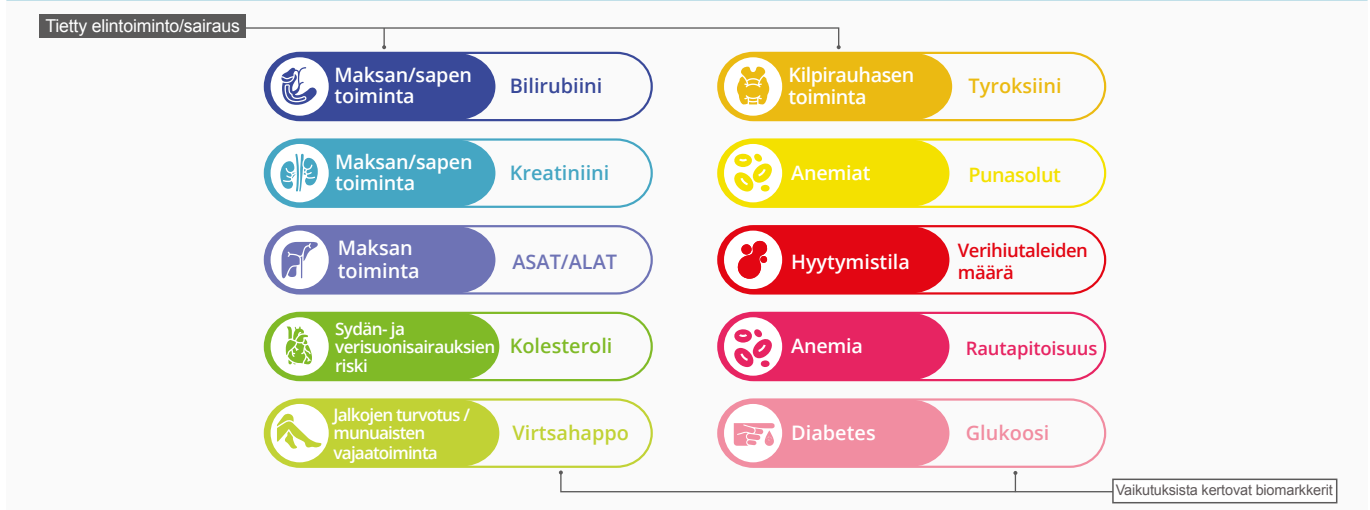 Tietty elintoiminto/sairaus
Maksan/sapen
toiminta
Bilirubiini
Maksan/sapen
toiminta
Kreatiniini
Maksan
toiminta
ASAT/ALAT
Sydän- ja
verisuonisairauksien
riski
Kolesteroli
Jalkojen turvotus /
munuaisten
vajaatoiminta
Virtsahappo
Kilpirauhasen
toiminta
Tyroksiini
Anemiat
Punasolut
Hyytymistila
Verihiutaleiden
määrä
Anemia
Rautapitoisuus
Diabetes
Glukoosi
Vaikutuksista kertovat biomarkkerit